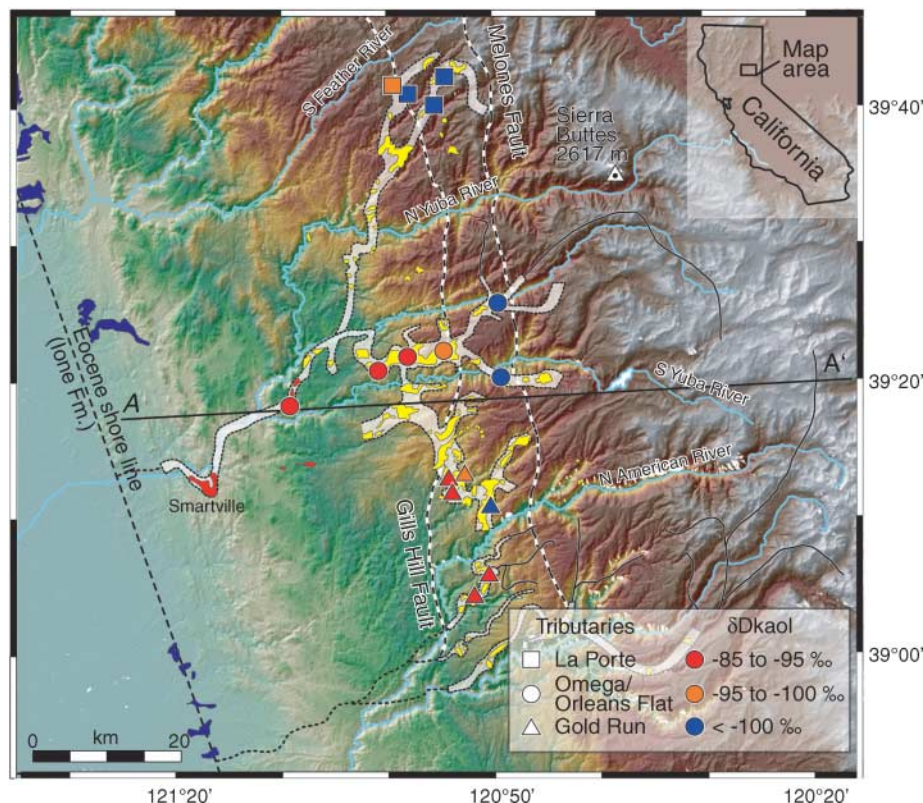 S Feather River
Melones Fault
Map
area
California
39°40'
Sierra
Buttes
2617 m
N Yuba River
Eocene shore line
(Ione Fm.)
A
A'
39°20'
S Yuba River
N American River
Smartville
Gills Hill Fault
Tributaries
δDkaol
La Porte
-85 to -95 ‰
Omega/
Orleans Flat
-95 to -100 ‰
Gold Run
< -100 ‰
39°00'
0 km 20
121°20'
120°50'
120°20'